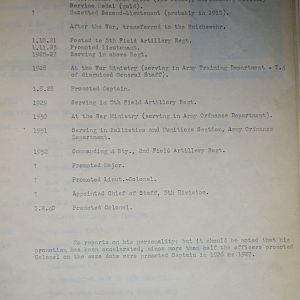 Service Medal (gold).
? Gazetted Second-Lieutenant (probably in 1915).
After the War, transferred to the Reichswehr.
1.10.21 Posted to 5th Field Artillery Regt.
1.11.23 Promoted Lieutenant.
1925-27 Serving in above Regt.
1928 At the War Ministry (serving in Army Training Department - T.4
of disguised General Staff).
1.8.28 Promoted Captain.
1929 Serving in 5th Field Artillery Regt.
1930 At the War Ministry (serving in Army Ordnance Department).
1931 Serving in Ballistics and Munitions Section, Army Ordnance
Department.
1932 Commanding 4 Bty., 2nd Field Artillery Regt.
? Promoted Major.
? Promoted Lieut.-Colonel.
? Appointed Chief of Staff, 5th Division.
1.2.40 Promoted Colonel.
No reports on his personality; but it should be noted that his
promotion has been accelerated, since more than half the officers promoted
Colonel on the same date were promoted Captain in 1926 or 1927.